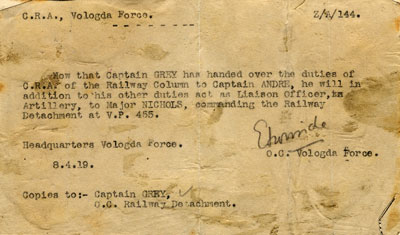 C.R.A., Vologda Force. Z/A/144.
Now that Captain GREY has handed over the duties of
C.R.A. of the Railway Column to Captain ANDRE, he will in
addition to his other duties act as Liaison Officer,
Artillery, to Major NICHOLS, commanding the Railway
Detachment at V.P. 455.
Headquarters Vologda Force. O.C. Vologda Force.
8.4.19.
Copies to:- Captain GREY,
O.C. Railway Detachment.